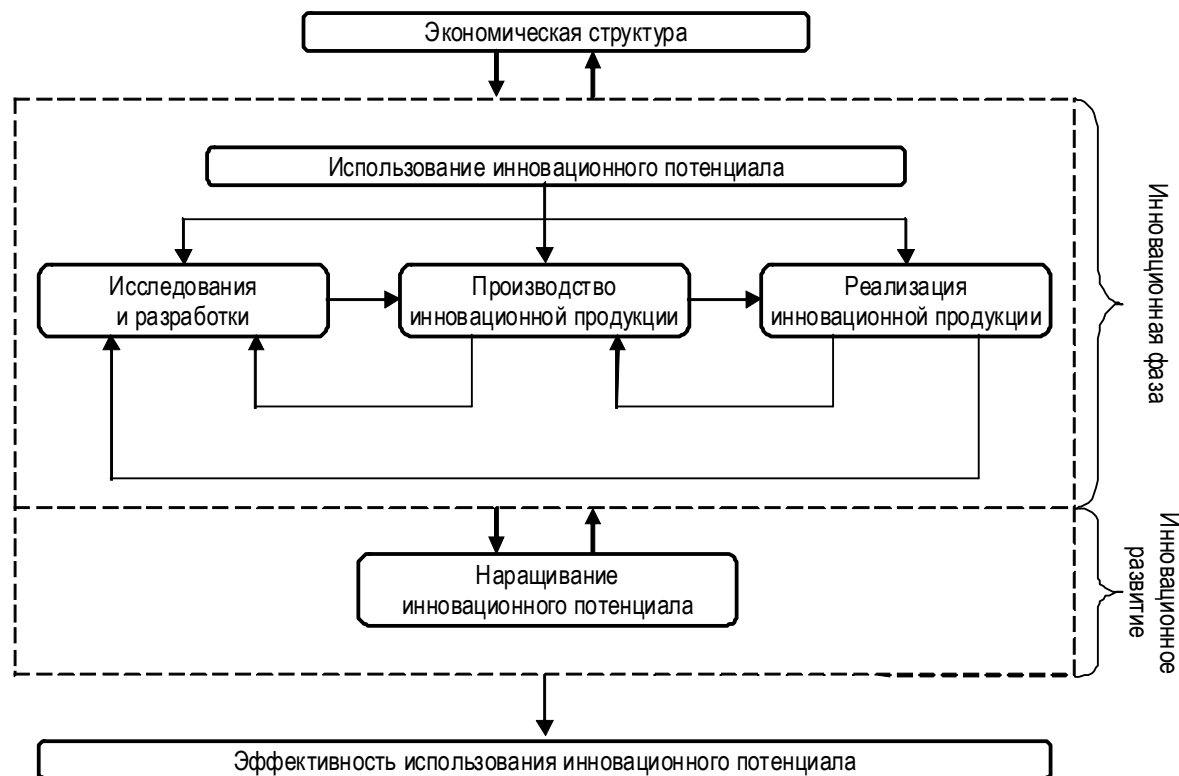 Экономическая структура
Использование инновационного потенциала
Исследования
и разработки
Производство
инновационной продукции
Реализация
инновационной продукции
Инновационная фаза
Наращивание
инновационного потенциала
Инновационное
развитие
Эффективность использования инновационного потенциала